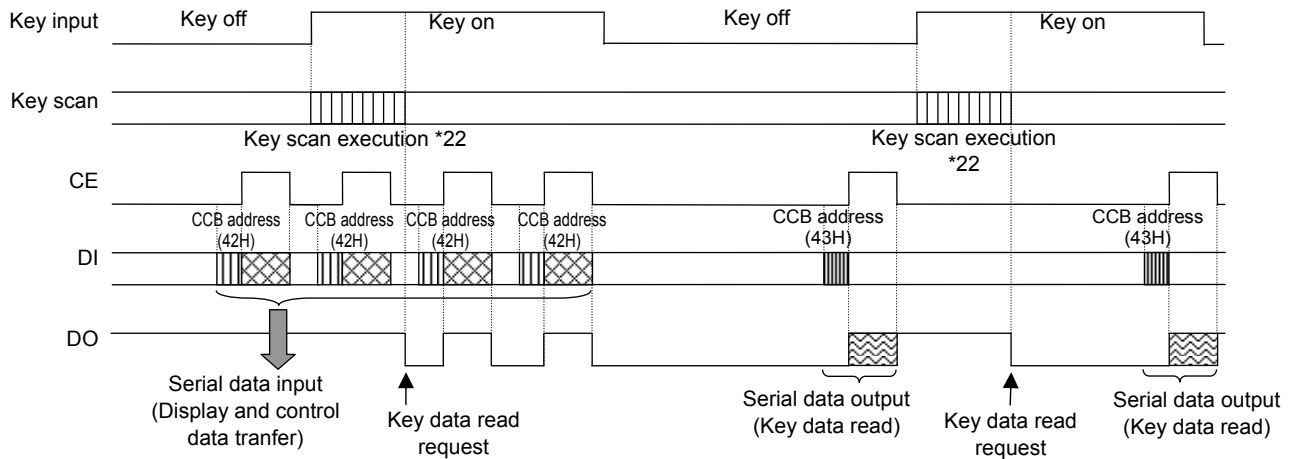 Key input
Key off
Key on
Key off
Key on
Key scan
Key scan execution *22
Key scan execution
*22
CE
CCB address
(42H)
CCB address
(42H)
CCB address
(42H)
CCB address
(42H)
CCB address
(43H)
CCB address
(43H)
DI
DO
Serial data input
(Display and control
data tranfer)
Key data read
request
Serial data output
(Key data read)
Key data read
request
Serial data output
(Key data read)